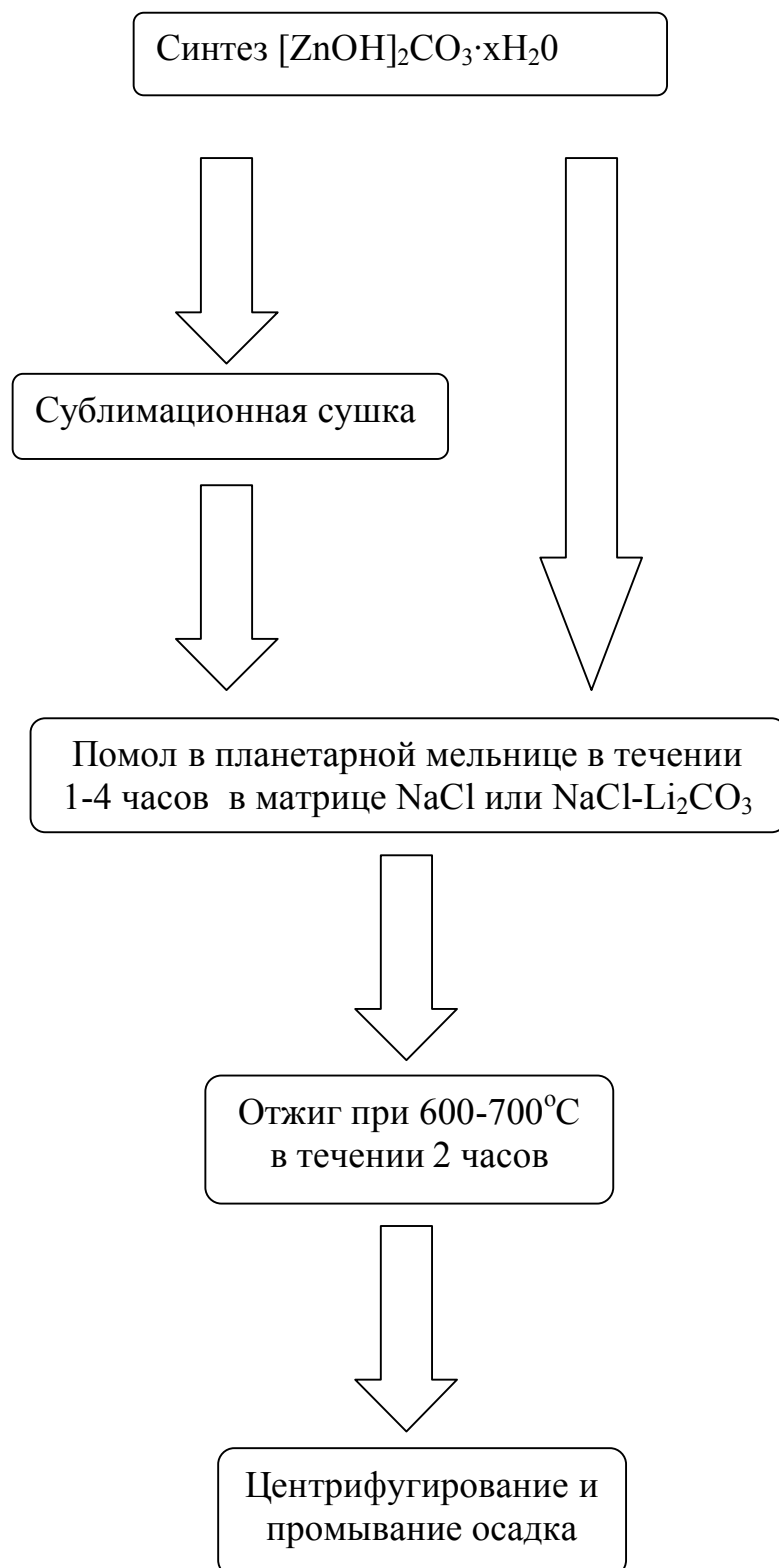 Синтез [ZnOH]₂CO₃·xH₂0
Сублимационная сушка
Помол в планетарной мельнице в течении
1-4 часов в матрице NaCl или NaCl-Li₂CO₃
Отжиг при 600-700°C
в течении 2 часов
Центрифугирование и
промывание осадка